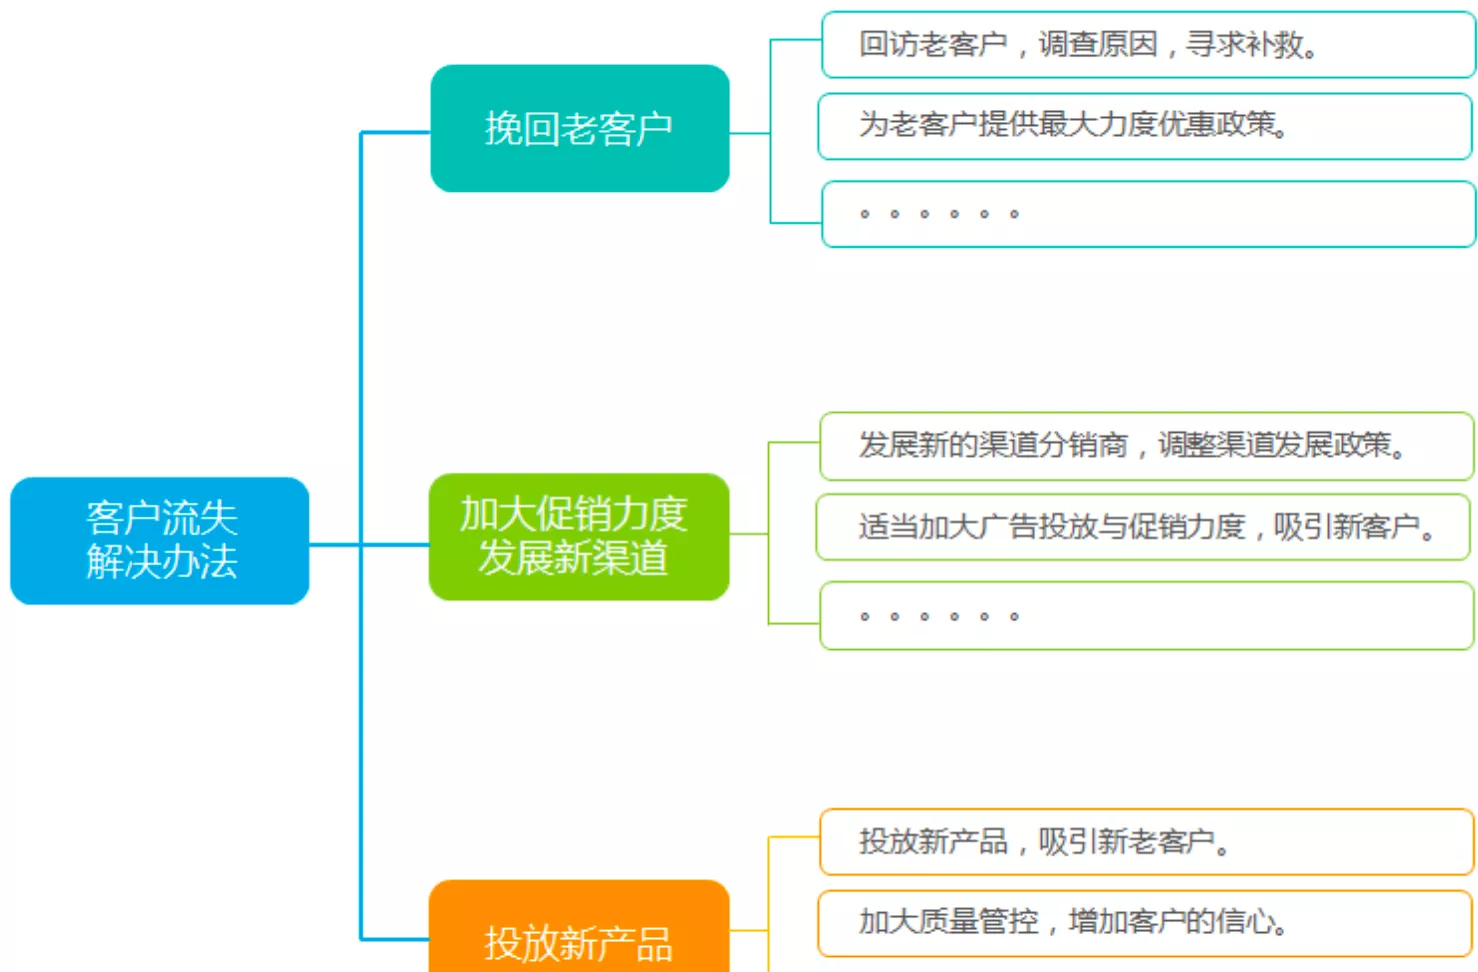 客户流失
解决办法
挽回老客户
回访老客户，调查原因，寻求补救。
为老客户提供最大力度优惠政策。
。。。。。。
加大促销力度
发展新渠道
发展新的渠道分销商，调整渠道发展政策。
适当加大广告投放与促销力度，吸引新客户。
。。。。。。
投放新产品
投放新产品，吸引新老客户。
加大质量管控，增加客户的信心。